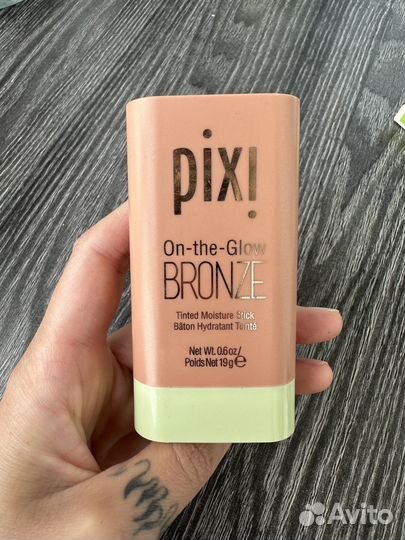 pixi
On-the-Glow
BRONZE
Tinted Moisture Stick
Bâton Hydratant Teinté
Net Wt. 0.6oz/
Poids Net 19g ℮
Avito